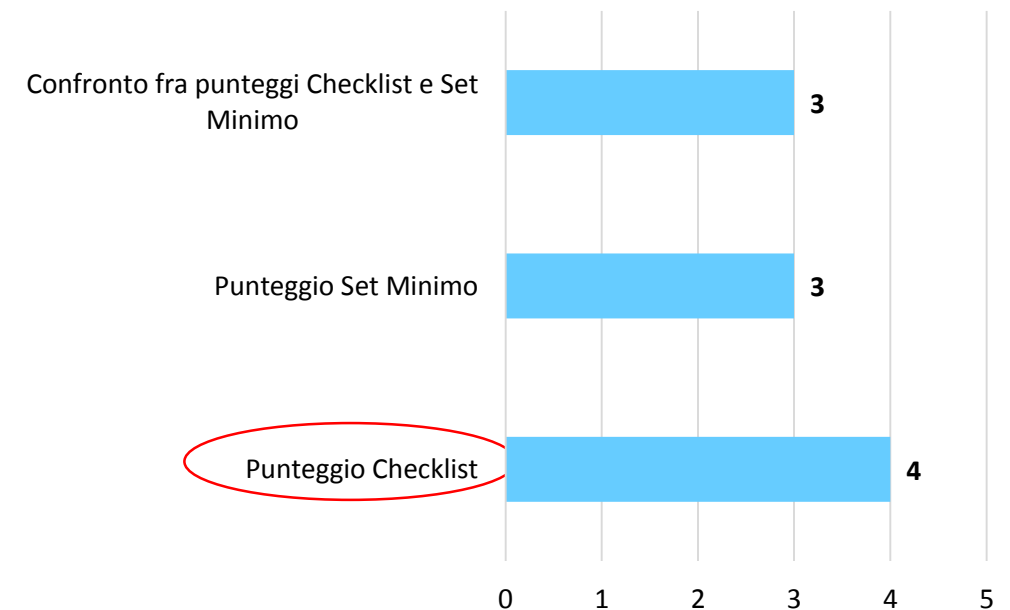 Confronto fra punteggi Checklist e Set
Minimo
3
Punteggio Set Minimo
3
Punteggio Checklist
4
0 1 2 3 4 5